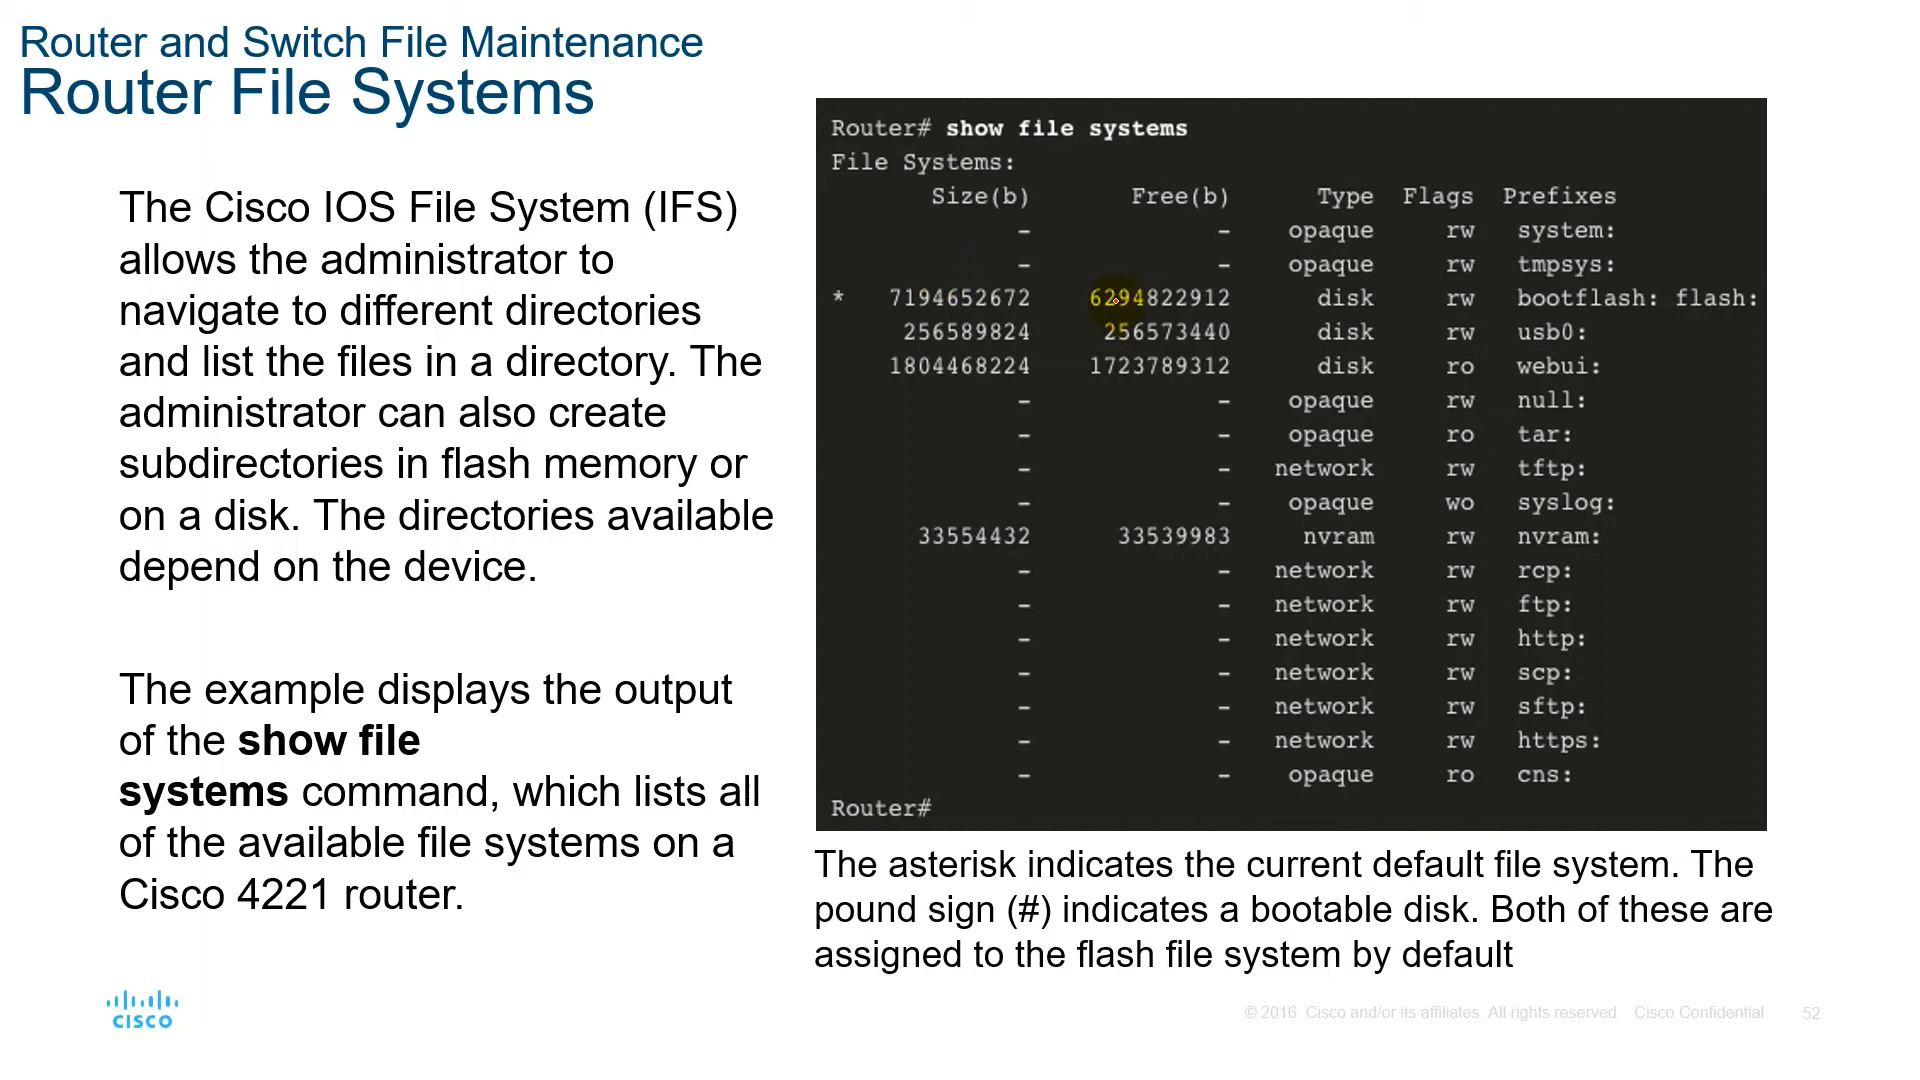 Router and Switch File Maintenance
Router File Systems
The Cisco IOS File System (IFS)
allows the administrator to
navigate to different directories
and list the files in a directory. The
administrator can also create
subdirectories in flash memory or
on a disk. The directories available
depend on the device.
The example displays the output
of the show file
systems command, which lists all
of the available file systems on a
Cisco 4221 router.
Router# show file systems
File Systems:
Size(b) Free(b) Type Flags Prefixes
- - opaque rw system:
- - opaque rw tmpsys:
* 7194652672 6294822912 disk rw bootflash: flash:
256589824 256573440 disk rw usb0:
1804468224 1723789312 disk ro webui:
- - opaque rw null:
- - opaque ro tar:
- - network rw tftp:
- - opaque wo syslog:
33554432 33539983 nvram rw nvram:
- - network rw rcp:
- - network rw ftp:
- - network rw http:
- - network rw scp:
- - network rw sftp:
- - network rw https:
- - opaque ro cns:
Router#
The asterisk indicates the current default file system. The
pound sign (#) indicates a bootable disk. Both of these are
assigned to the flash file system by default
CISCO
© 2016 Cisco and/or its affiliates. All rights reserved. Cisco Confidential 52